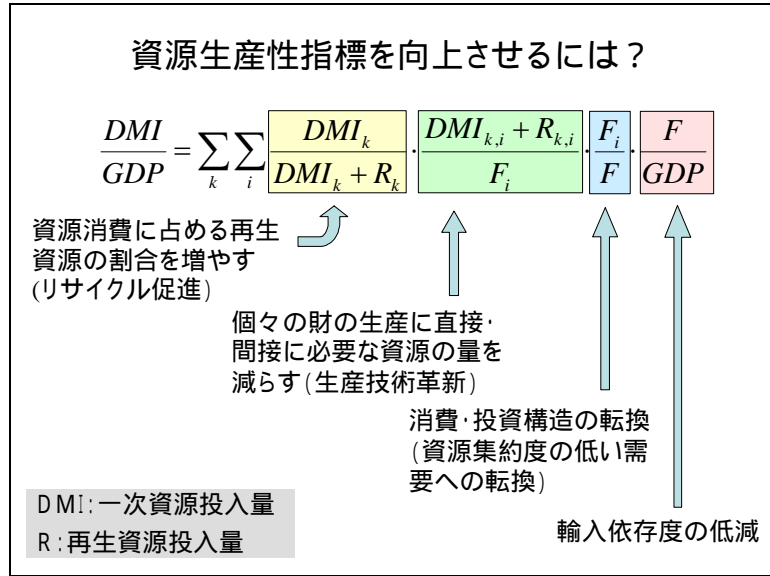 資源生産性指標を向上させるには？
DMI/GDP = ∑_k ∑_i DMI_k/(DMI_k + R_k) · (DMI_{k,i} + R_{k,i})/F_i · F_i/F · F/GDP
資源消費に占める再生
資源の割合を増やす
(リサイクル促進)
個々の財の生産に直接･
間接に必要な資源の量を
減らす(生産技術革新)
消費･投資構造の転換
(資源集約度の低い需
要への転換)
輸入依存度の低減
DMI:一次資源投入量
R:再生資源投入量